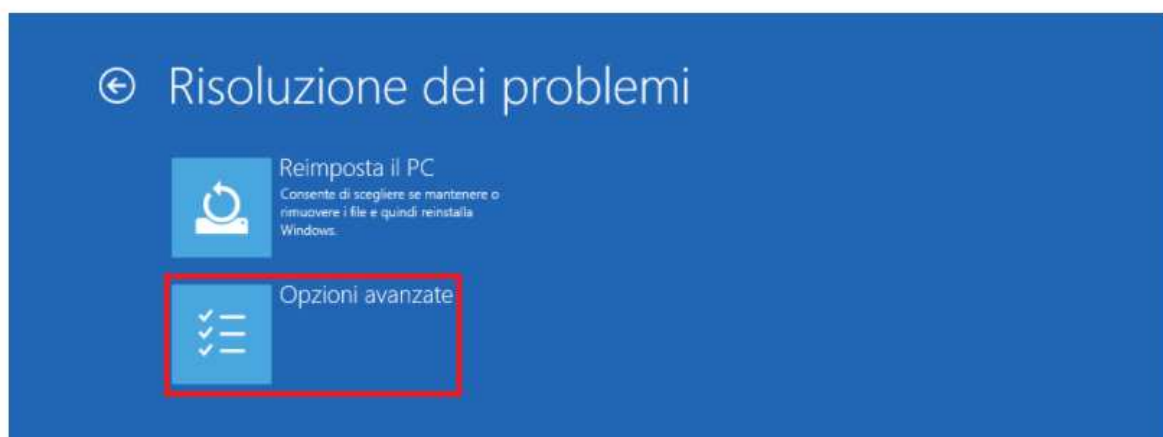 Risoluzione dei problemi
Reimposta il PC
Consente di scegliere se mantenere o
rimuovere i file e quindi reinstalla
Windows.
Opzioni avanzate